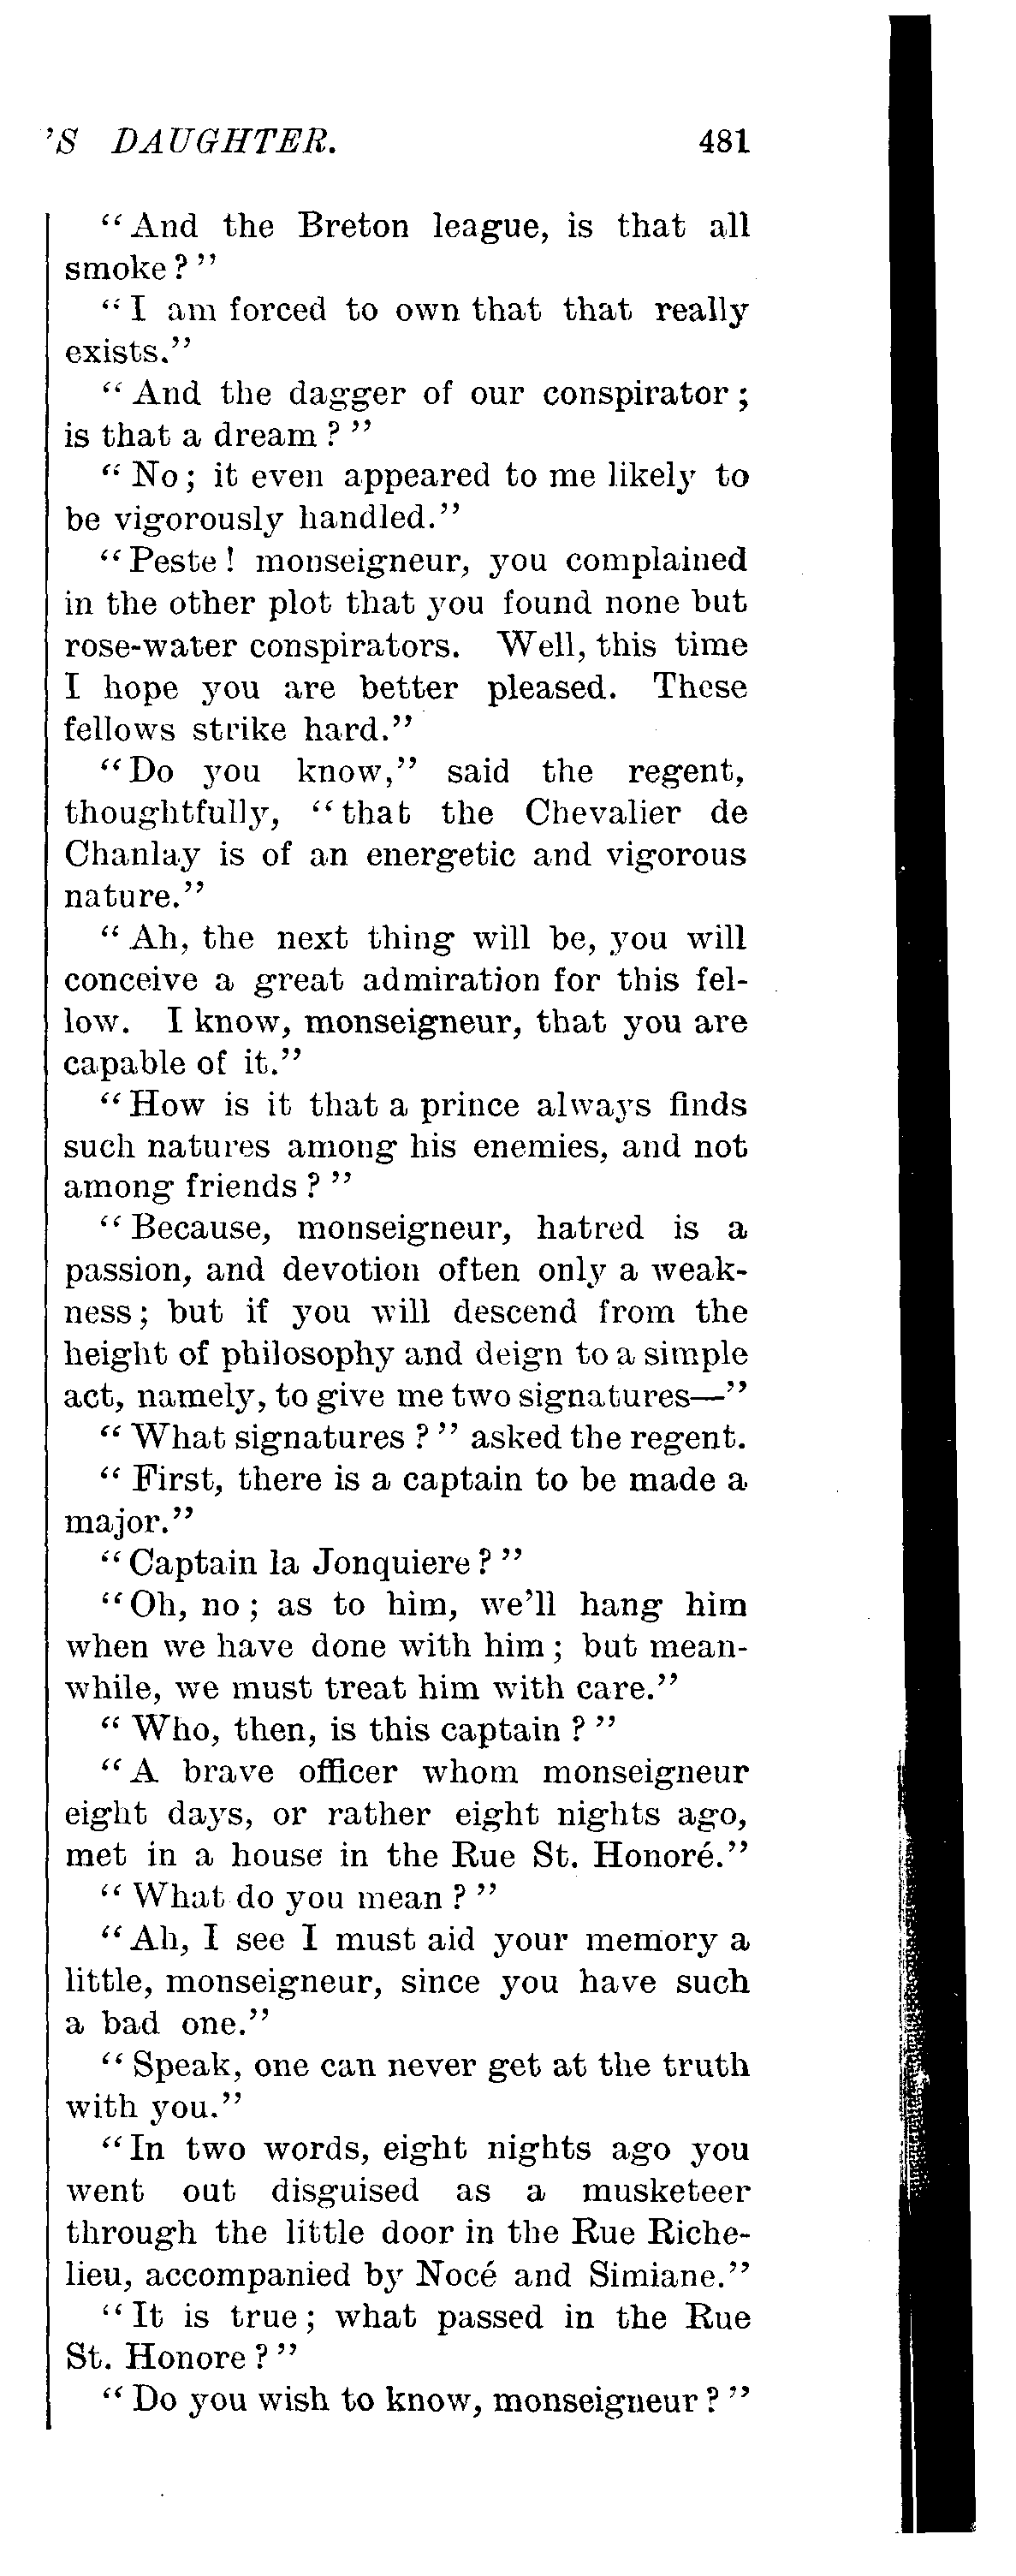 'S DAUGHTER. 481
“And the Breton league, is that all
smoke?”
“I am forced to own that that really
exists.”
“And the dagger of our conspirator;
is that a dream?”
“No; it even appeared to me likely to
be vigorously handled.”
“Peste! monseigneur, you complained
in the other plot that you found none but
rose-water conspirators. Well, this time
I hope you are better pleased. These
fellows strike hard.”
“Do you know,” said the regent,
thoughtfully, “that the Chevalier de
Chanlay is of an energetic and vigorous
nature.”
“Ah, the next thing will be, you will
conceive a great admiration for this fel-
low. I know, monseigneur, that you are
capable of it.”
“How is it that a prince always finds
such natures among his enemies, and not
among friends?”
“Because, monseigneur, hatred is a
passion, and devotion often only a weak-
ness; but if you will descend from the
height of philosophy and deign to a simple
act, namely, to give me two signatures—”
“What signatures?” asked the regent.
“First, there is a captain to be made a
major.”
“Captain la Jonquiere?”
“Oh, no; as to him, we'll hang him
when we have done with him; but mean-
while, we must treat him with care.”
“Who, then, is this captain?”
“A brave officer whom monseigneur
eight days, or rather eight nights ago,
met in a house in the Rue St. Honoré.”
“What do you mean?”
“Ah, I see I must aid your memory a
little, monseigneur, since you have such
a bad one.”
“Speak, one can never get at the truth
with you.”
“In two words, eight nights ago you
went out disguised as a musketeer
through the little door in the Rue Riche-
lieu, accompanied by Nocé and Simiane.”
“It is true; what passed in the Rue
St. Honore?”
“Do you wish to know, monseigneur?”